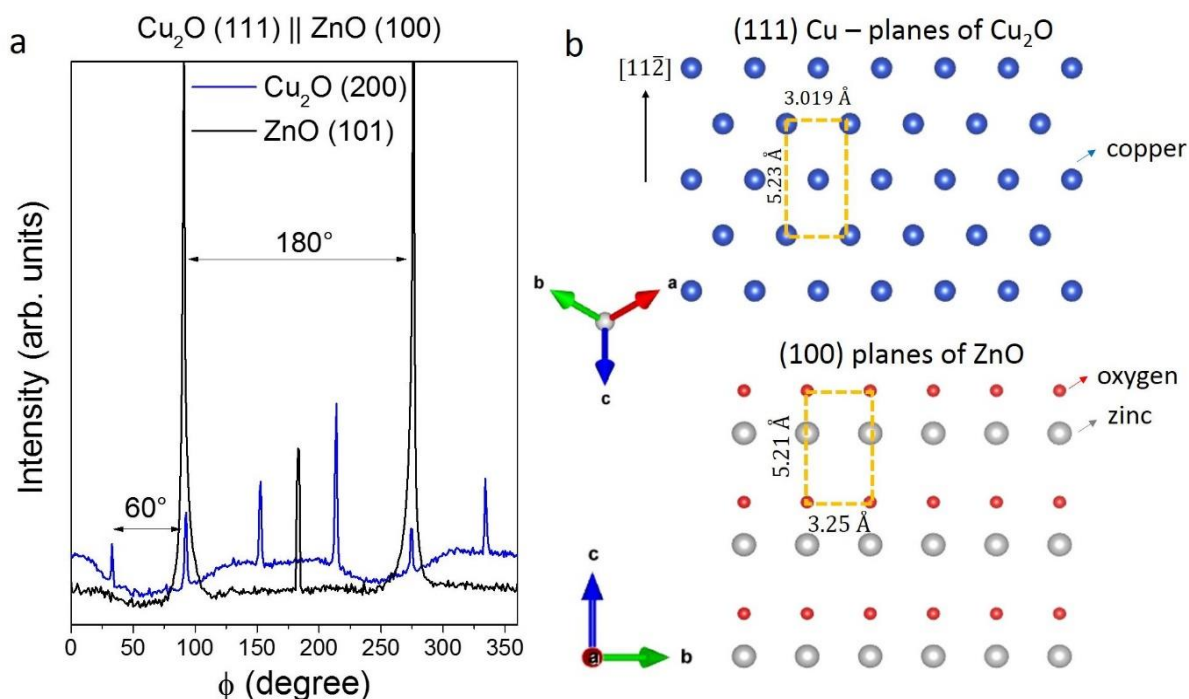 a
Cu₂O (111) || ZnO (100)
Cu₂O (200)
ZnO (101)
180°
60°
Intensity (arb. units)
0 50 100 150 200 250 300 350
ϕ (degree)
b
(111) Cu – planes of Cu₂O
[112̄]
3.019 Å
5.23 Å
copper
b
a
c
(100) planes of ZnO
oxygen
zinc
5.21 Å
3.25 Å
c
a
b